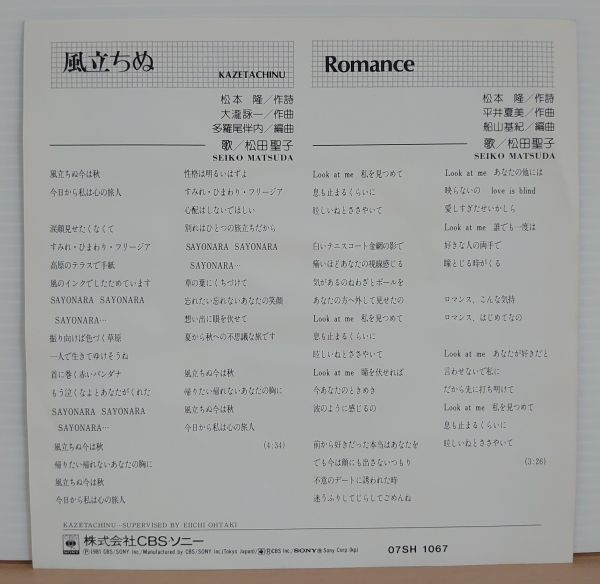 風立ちぬ
KAZETACHINU
松本 隆／作詩
大瀧詠一／作曲
多羅尾伴内／編曲
歌／松田聖子
SEIKO MATSUDA
風立ちぬ今は秋
今日から私は心の旅人
涙顔見せたくなくて
すみれ・ひまわり・フリージア
高原のテラスで手紙
風のインクでしたためています
SAYONARA SAYONARA
SAYONARA…
振り向けば色づく草原
一人で生きてゆけそうね
首に巻く赤いバンダナ
もう泣くなよとあなたがくれた
SAYONARA SAYONARA
SAYONARA…
風立ちぬ今は秋
帰りたい帰れないあなたの胸に
風立ちぬ今は秋
今日から私は心の旅人
性格は明るいはずよ
すみれ・ひまわり・フリージア
心配はしないでほしい
別れはひとつの旅立ちだから
SAYONARA SAYONARA
SAYONARA…
草の葉にくちづけて
忘れたい忘れないあなたの笑顔
想い出に眼を伏せて
夏から秋への不思議な旅です
風立ちぬ今は秋
帰りたい帰れないあなたの胸に
風立ちぬ今は秋
今日から私は心の旅人
(4:34)
Romance
松本 隆／作詩
平井夏美／作曲
船山基紀／編曲
歌／松田聖子
SEIKO MATSUDA
Look at me 私を見つめて
息も止まるくらいに
眩しいねとささやいて
白いテニスコート金網の影で
痛いほどあなたの視線感じる
気があるのねわざとボールを
あなたの方へ外して見せたの
Look at me 私を見つめて
息も止まるくらいに
眩しいねとささやいて
Look at me 瞳を伏せれば
今あなたのときめき
波のように感じるの
前から好きだった本当はあなたを
でも今は顔にも出さないつもり
不意のデートに誘われた時
迷うふりしてじらしてごめんね
Look at me あなたの他には
映らないの love is blind
愛しすぎたせいかしら
Look at me 誰でも一度は
好きな人の両手で
瞳とじる時がくる
ロマンス、こんな気持
ロマンス、はじめてなの
Look at me あなたが好きだと
言わせないで私に
だから先に打ち明けて
Look at me 私を見つめて
息も止まるくらいに
眩しいねとささやいて
(3:26)
KAZETACHINU…SUPERVISED BY EIICHI OHTAKI
株式会社CBS・ソニー
Ⓟ1981 CBS/SONY Inc./Manufactured by CBS/SONY Inc.(Tokyo Japan)/ CBS Inc./SONY® Sony Corp.
07SH 1067